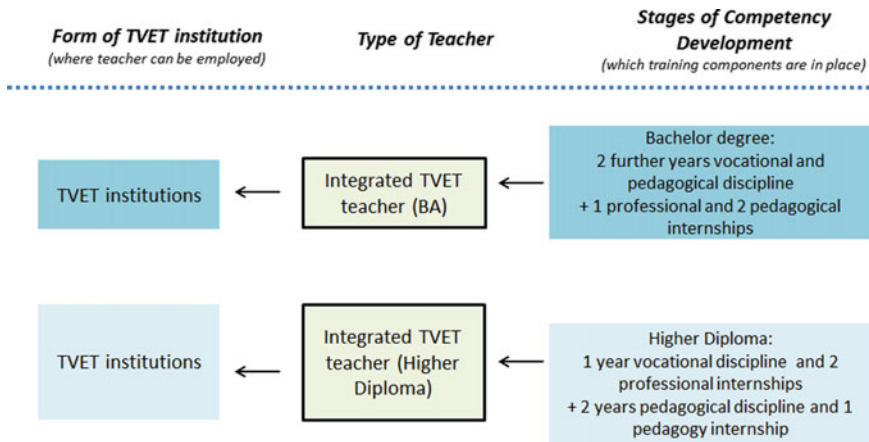 Form of TVET institution
(where teacher can be employed)
Type of Teacher
Stages of Competency
Development
(which training components are in place)
TVET institutions
Integrated TVET
teacher (BA)
Bachelor degree:
2 further years vocational and
pedagogical discipline
+ 1 professional and 2 pedagogical
internships
TVET institutions
Integrated TVET
teacher (Higher
Diploma)
Higher Diploma:
1 year vocational discipline and 2
professional internships
+ 2 years pedagogical discipline and 1
pedagogy internship